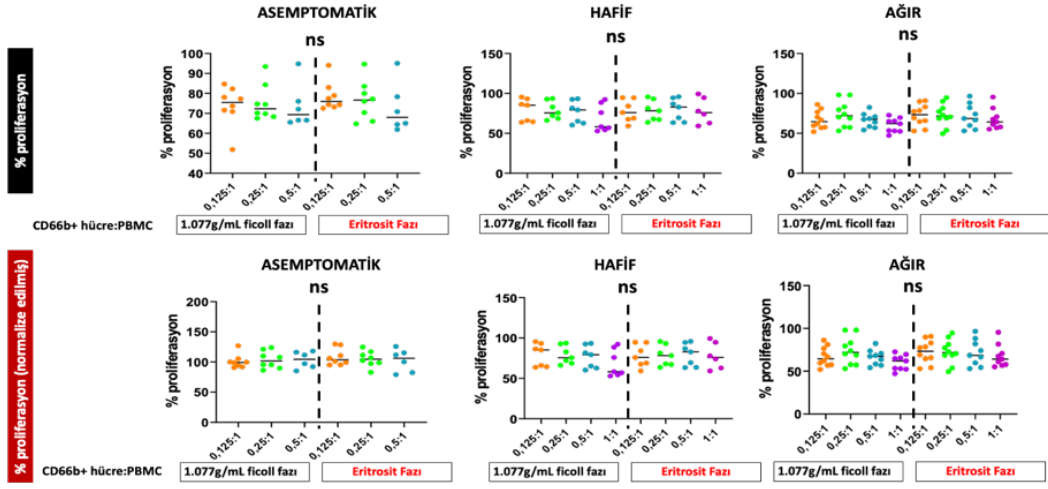 ASEMPTOMATİK
HAFİF
AĞIR
% proliferasyon
ns
% proliferasyon
100
90
80
70
60
50
40
0,125:1
0,25:1
0,5:1
0,125:1
0,25:1
0,5:1
ns
% proliferasyon
150
100
50
0
0,125:1
0,25:1
0,5:1
1:1
0,125:1
0,25:1
0,5:1
1:1
ns
% proliferasyon
150
100
50
0
0,125:1
0,25:1
0,5:1
1:1
0,125:1
0,25:1
0,5:1
1:1
CD66b+ hücre:PBMC
1.077g/mL ficoll fazı
Eritrosit Fazı
1.077g/mL ficoll fazı
Eritrosit Fazı
1.077g/mL ficoll fazı
Eritrosit Fazı
% proliferasyon (normalize edilmiş)
ASEMPTOMATİK
HAFİF
AĞIR
ns
% proliferasyon
200
150
100
50
0
0,125:1
0,25:1
0,5:1
0,125:1
0,25:1
0,5:1
ns
% proliferasyon
150
100
50
0
0,125:1
0,25:1
0,5:1
1:1
0,125:1
0,25:1
0,5:1
1:1
ns
% proliferasyon
150
100
50
0
0,125:1
0,25:1
0,5:1
1:1
0,125:1
0,25:1
0,5:1
1:1
CD66b+ hücre:PBMC
1.077g/mL ficoll fazı
Eritrosit Fazı
1.077g/mL ficoll fazı
Eritrosit Fazı
1.077g/mL ficoll fazı
Eritrosit Fazı